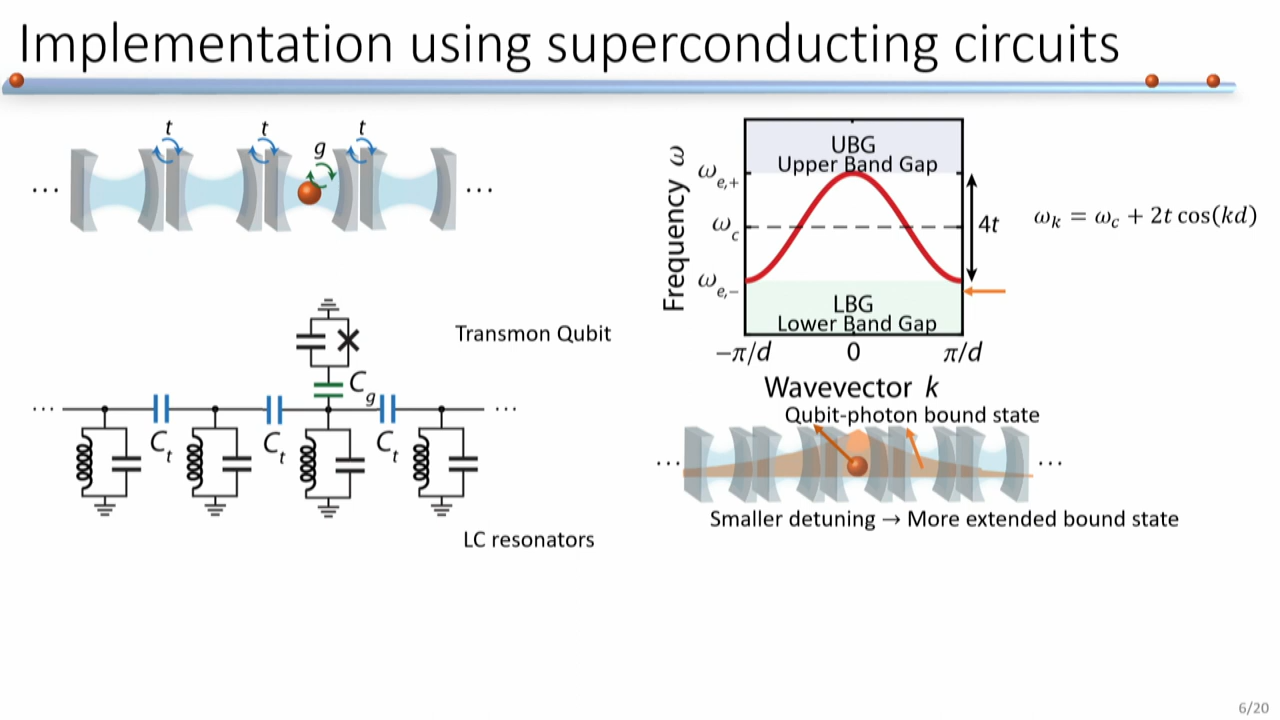 Implementation using superconducting circuits
t t t
g
... ...
Transmon Qubit
C_g
... ...
C_t C_t C_t
LC resonators
UBG
Upper Band Gap
Frequency ω
ω_{e,+}
ω_c
ω_{e,−}
4t
ω_k = ω_c + 2t cos(kd)
LBG
Lower Band Gap
−π/d 0 π/d
Wavevector k
Qubit-photon bound state
... ...
Smaller detuning → More extended bound state
6/20